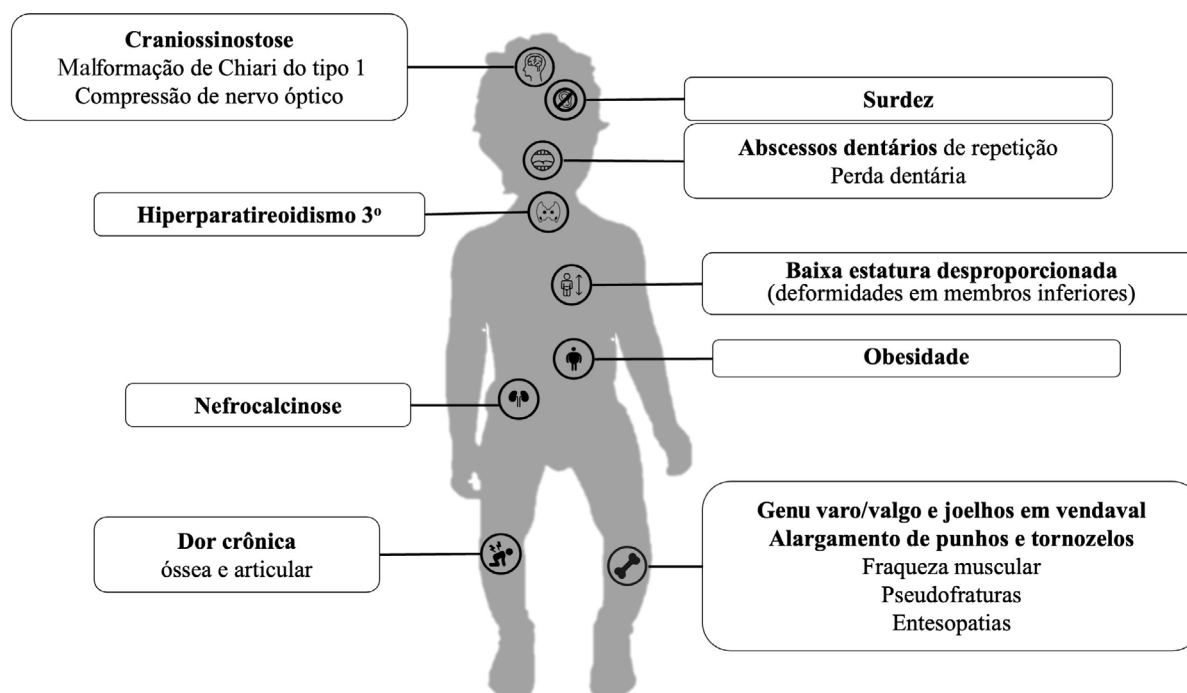 Craniossinostose
Malformação de Chiari do tipo 1
Compressão de nervo óptico
Surdez
Abscessos dentários de repetição
Perda dentária
Hiperparatireoidismo 3º
Baixa estatura desproporcionada
(deformidades em membros inferiores)
Obesidade
Nefrocalcinose
Dor crônica
óssea e articular
Genu varo/valgo e joelhos em vendaval
Alargamento de punhos e tornozelos
Fraqueza muscular
Pseudofraturas
Entesopatias